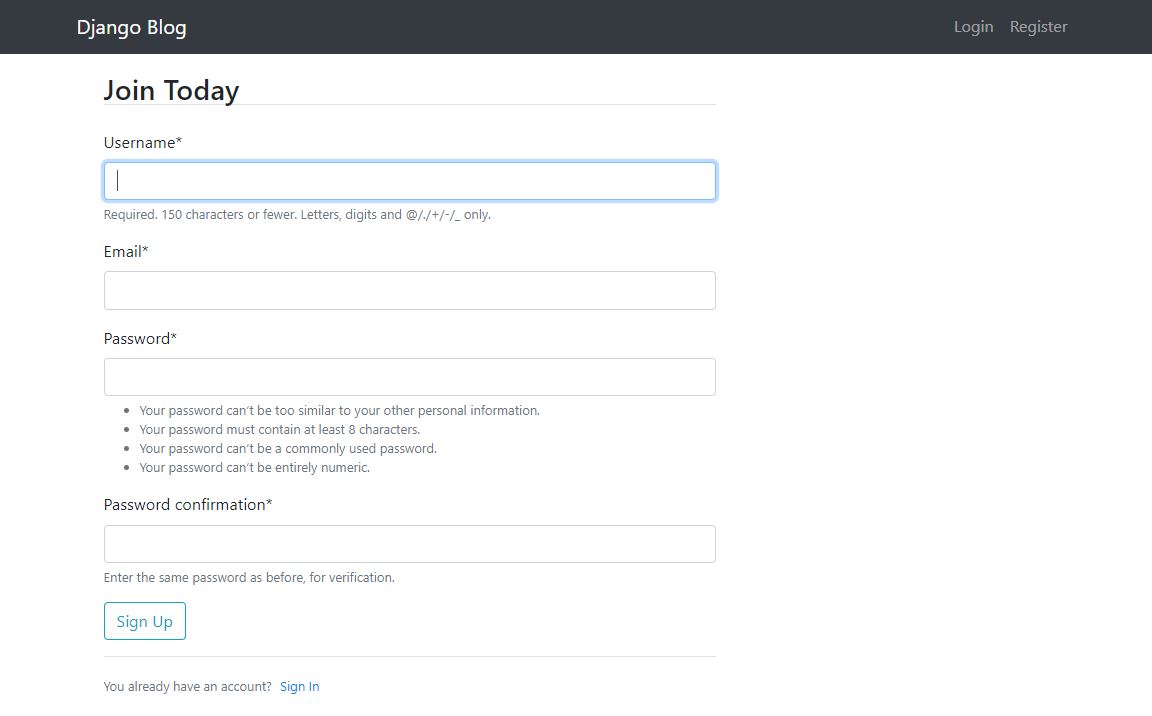 Django Blog
Login Register
Join Today
Username*
Required. 150 characters or fewer. Letters, digits and @/./+/-/_ only.
Email*
Password*
Your password can't be too similar to your other personal information.
Your password must contain at least 8 characters.
Your password can't be a commonly used password.
Your password can't be entirely numeric.
Password confirmation*
Enter the same password as before, for verification.
Sign Up
You already have an account? Sign In